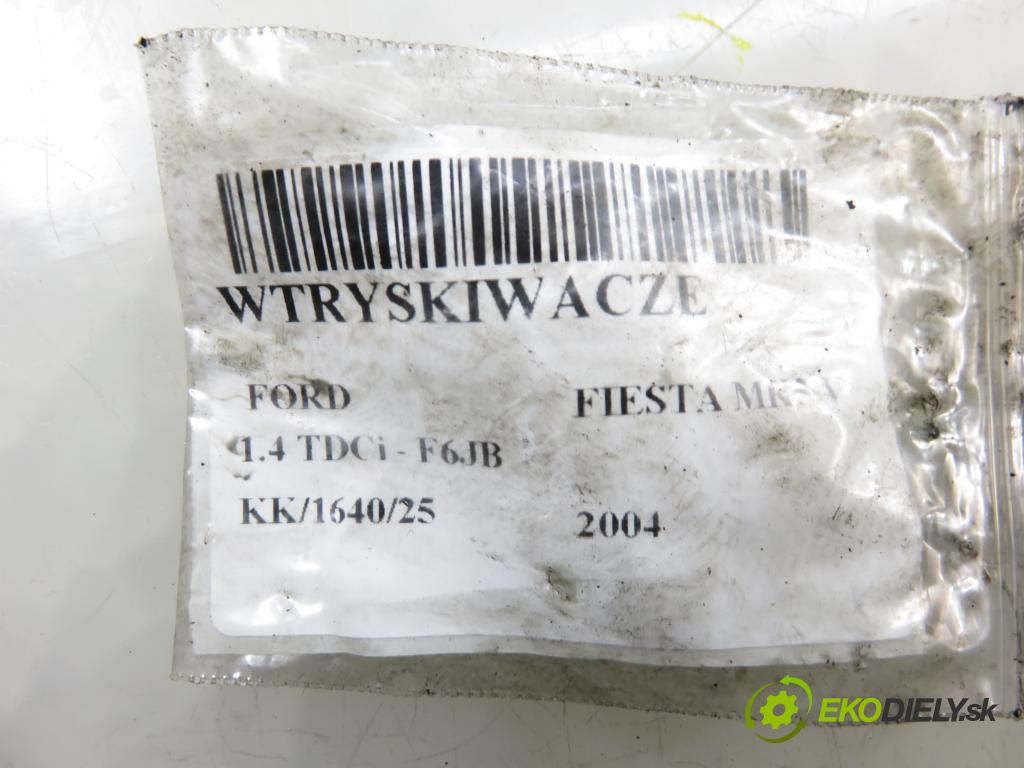 WTRYSKIWACZE
FORD FIESTA
1.4 TDCi - F6JB
KK/1640/25 2004
EKODIELY.sk